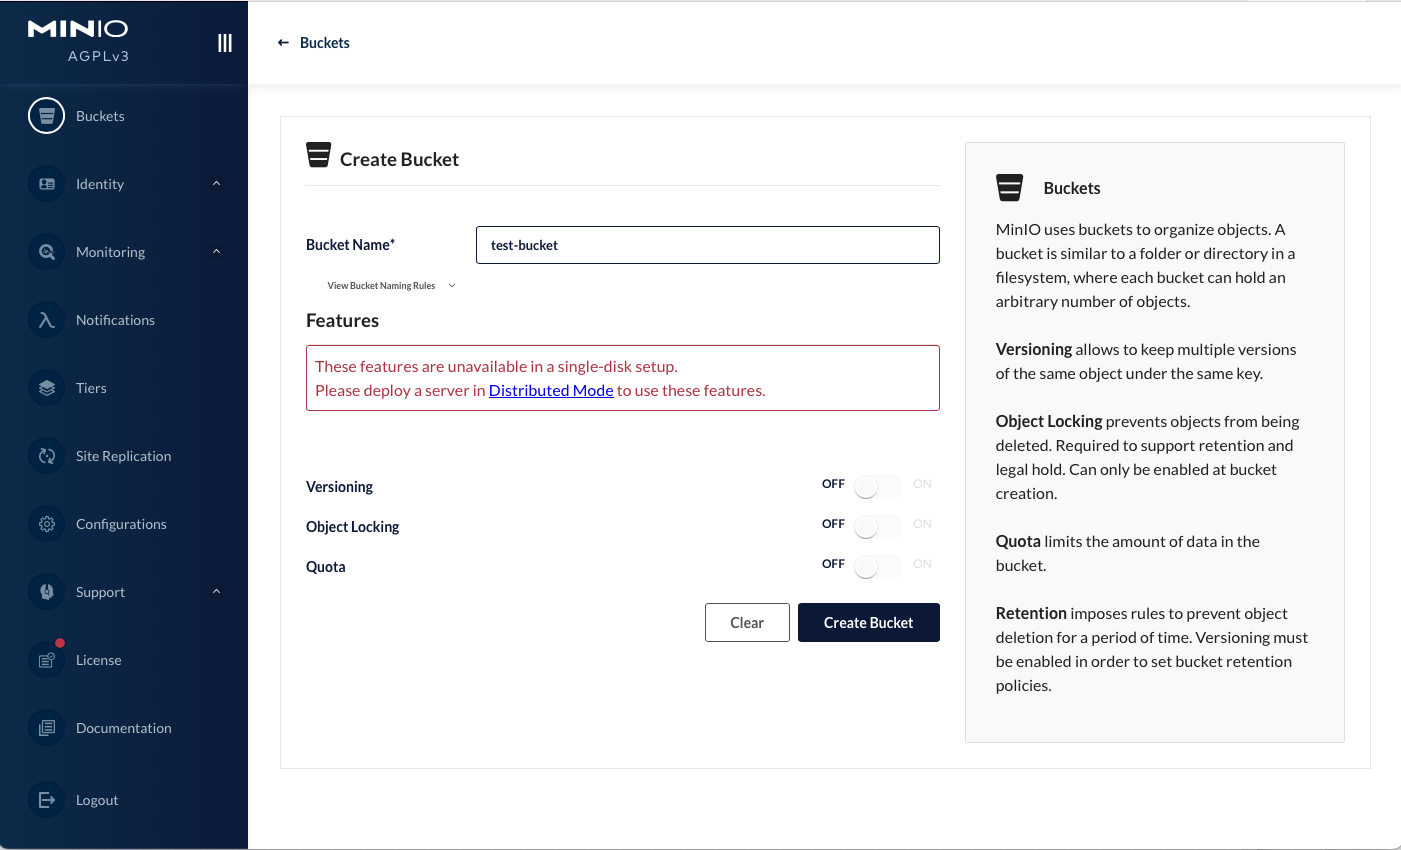 MINIO
AGPLv3
Buckets
Identity
Monitoring
Notifications
Tiers
Site Replication
Configurations
Support
License
Documentation
Logout
← Buckets
Create Bucket
Bucket Name* test-bucket
View Bucket Naming Rules
Features
These features are unavailable in a single-disk setup.
Please deploy a server in Distributed Mode to use these features.
Versioning OFF ON
Object Locking OFF ON
Quota OFF ON
Clear Create Bucket
Buckets
MinIO uses buckets to organize objects. A
bucket is similar to a folder or directory in a
filesystem, where each bucket can hold an
arbitrary number of objects.
Versioning allows to keep multiple versions
of the same object under the same key.
Object Locking prevents objects from being
deleted. Required to support retention and
legal hold. Can only be enabled at bucket
creation.
Quota limits the amount of data in the
bucket.
Retention imposes rules to prevent object
deletion for a period of time. Versioning must
be enabled in order to set bucket retention
policies.